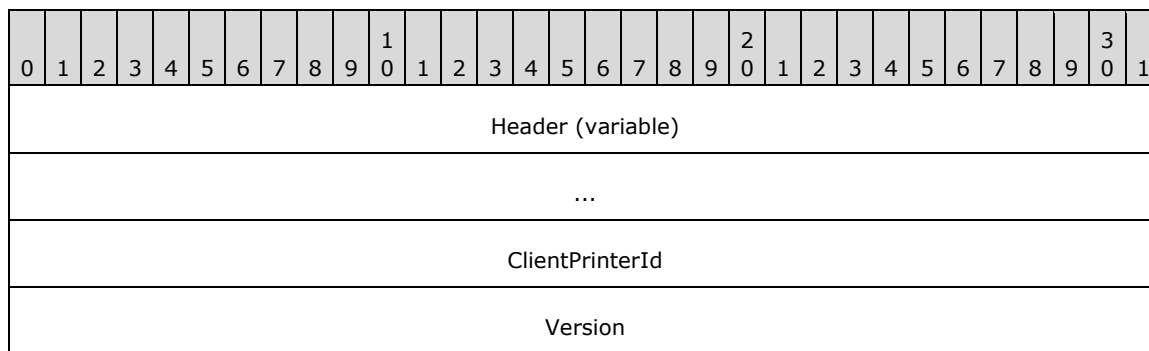 1 2 3
0 1 2 3 4 5 6 7 8 9 0 1 2 3 4 5 6 7 8 9 0 1 2 3 4 5 6 7 8 9 0 1
Header (variable)
...
ClientPrinterId
Version